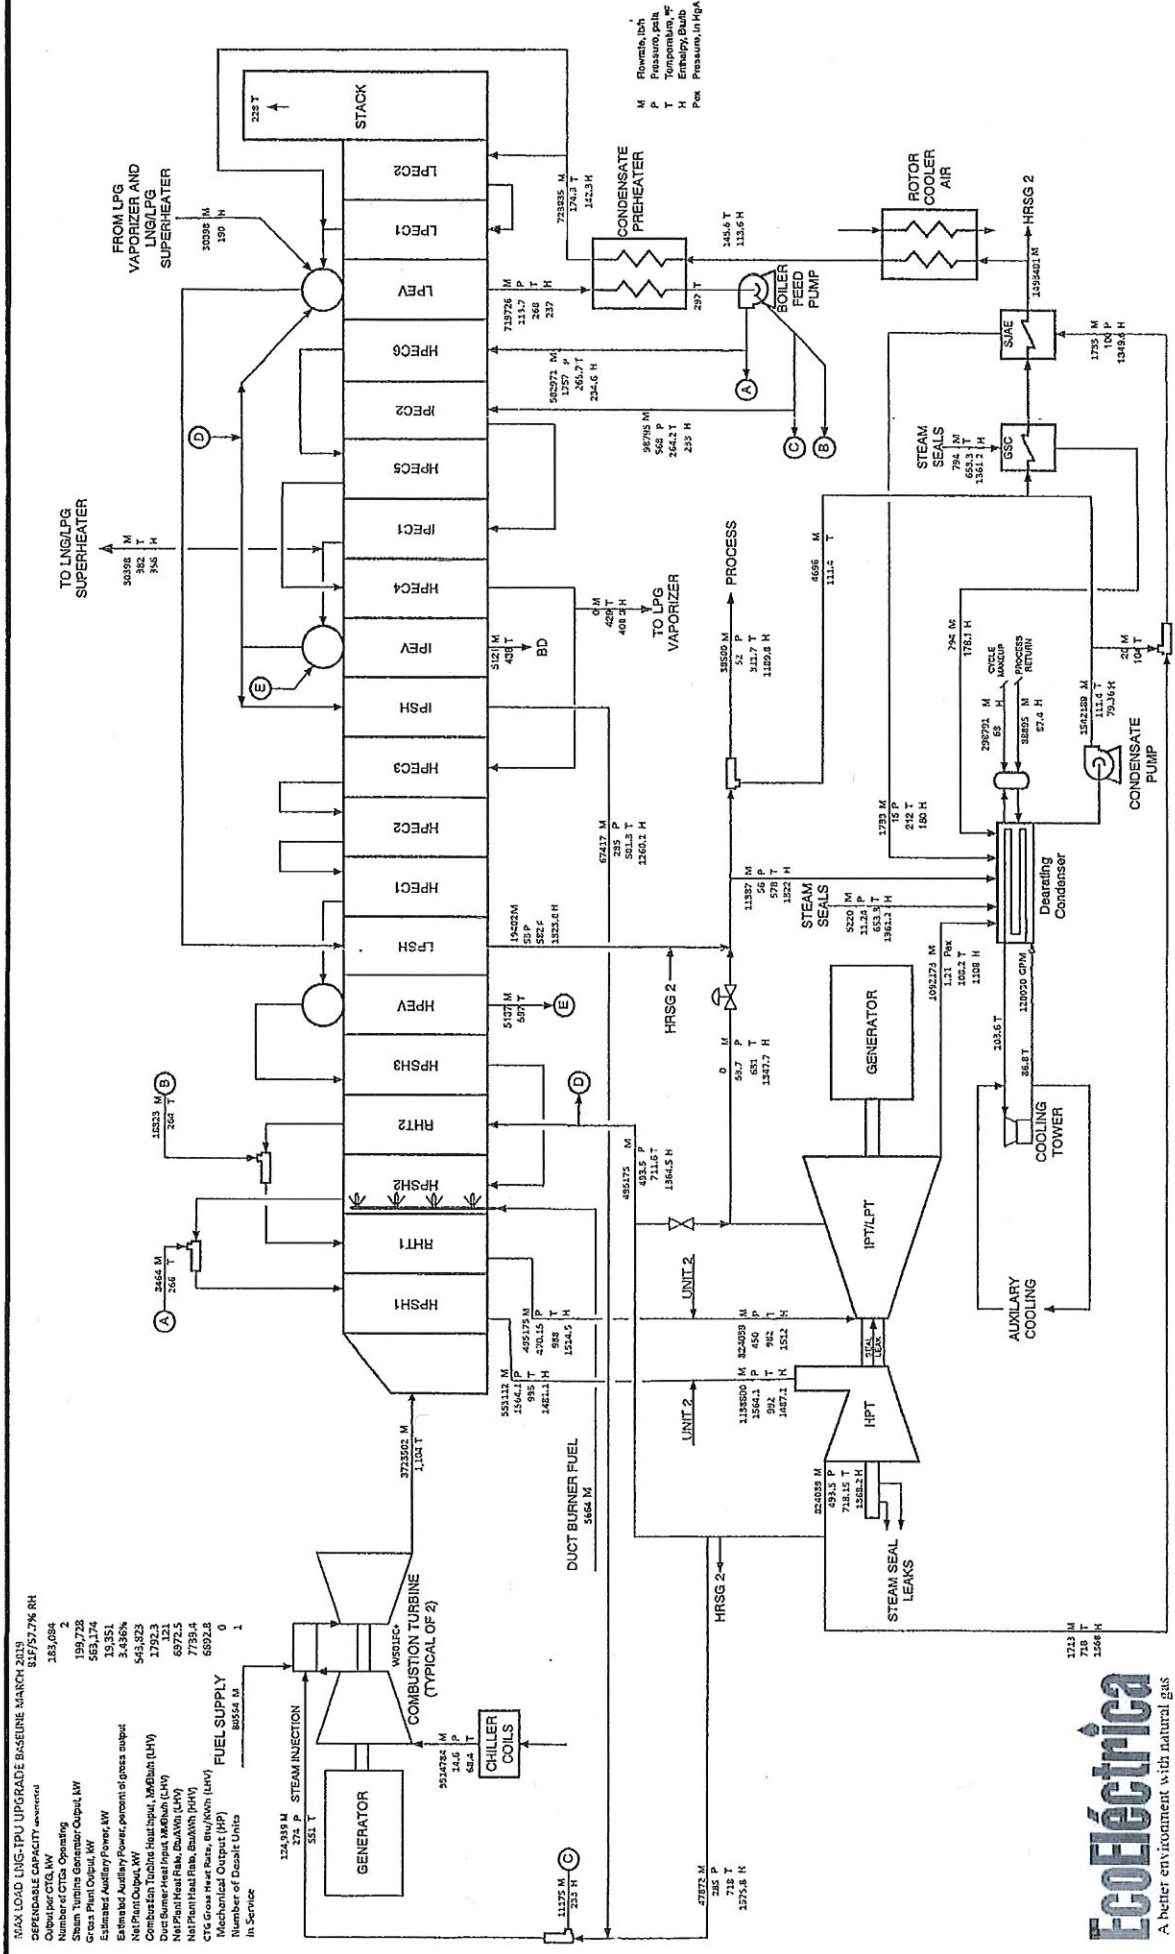 MAX LOAD LNG-TPU UPGRADE BASELINE MARCH 2019
DEPENDABLE CAPACITY 81F/57.7% RH
Output per CTG, kW 183,084
Number of CTGs Operating 2
Steam Turbine Generator Output, kW 199,728
Gross Plant Output, kW 563,174
Estimated Auxiliary Power, kW 19,351
Estimated Auxiliary Power, percent of gross output 3.436%
Net Plant Output, kW 543,823
Combustion Turbine Heat Input, MMBtu/h (LHV) 1792.3
Duct Burner Heat Input, MMBtu/h (LHV) 121
Net Plant Heat Rate, Btu/kWh (LHV) 6972.5
Net Plant Heat Rate, Btu/kWh (HHV) 7739.4
CTG Gross Heat Rate, Btu/kWh (LHV) 6892.8
Mechanical Output (HP) 0
Number of Desalt Units 1
in Service
FUEL SUPPLY
80554 M
124,939 M
274 P
551 T
STEAM INJECTION
GENERATOR
COMBUSTION TURBINE
(TYPICAL OF 2)
W501FC+
3514784 M
14.6 P
68.4 T
CHILLER
COILS
11175 M
233 H
C
3723502 M
1,104 T
A
3464 M
266 T
16323 M
264 T
B
HPSH1
RHT1
HPSH2
RHT2
HPSH3
HPEV
LPSH
HPEC1
HPEC2
HPEC3
IPSH
IPEV
HPEC4
IPEC1
HPEC5
IPEC2
HPEC6
LPEV
LPEC1
LPEC2
STACK
228 T
TO LNG/LPG
SUPERHEATER
30398 M
382 T
356 H
D
E
FROM LPG
VAPORIZER AND
LNG/LPG
SUPERHEATER
30398 M
190 H
M Flowrate, lb/h
P Pressure, psia
T Temperature, °F
H Enthalpy, Btu/lb
Pex Pressure, in HgA
553112 M
1564.1 P
995 T
1481.1 H
495175 M
470.15 P
988 T
1514.5 H
DUCT BURNER FUEL
5664 M
D
495175 M
493.5 P
711.6 T
1364.5 H
5137 M
597 T
E
19402 M
58 P
582 F
1323.0 H
67417 M
285 P
501.3 T
1260.1 H
5121 M
438 T
BD
0 M
429 T
408.3 H
TO LPG
VAPORIZER
98795 M
568 P
264.2 T
233 H
582971 M
1757 P
265.7 T
234.6 H
719726 M
113.7 P
268 T
237 H
CONDENSATE
PREHEATER
723835 M
174.3 T
142.3 H
297 T
BOILER
FEED
PUMP
A
C
B
145.6 T
113.6 H
ROTOR
COOLER
AIR
HRSG 2
1498401 M
SJAE
1735 M
100 P
1349.6 H
STEAM
SEALS
794 M
653.3 T
1361.2 H
GSC
4696 M
111.4 T
PROCESS
38500 M
52 P
311.7 T
1189.8 H
HRSG 2
0 M
59.7 P
631 T
1347.7 H
11387 M
56 P
578 T
1322 H
STEAM
SEALS
5220 M
11.24 P
653.3 T
1361.2 H
1733 M
15 P
212 T
180 H
794 M
178.1 H
CYCLE
MAKEUP
PROCESS
RETURN
298791 M
68 H
38895 M
87.4 H
1542189 M
111.4 T
79.36 H
20 M
104 T
CONDENSATE
PUMP
Dearating
Condenser
1092173 M
1.21 Pex
108.2 T
1108 H
103.6 T
86.8 T
128030 GPM
COOLING
TOWER
AUXILARY
COOLING
GENERATOR
IPT/LPT
SEAL
LEAK
HPT
UNIT 2
824039 M
450 P
982 T
1512 H
UNIT 2
1138800 M
1564.1 P
992 T
1487.1 H
824039 M
493.5 P
718.15 T
1368.2 H
STEAM SEAL
LEAKS
HRSG 2
47872 M
285 P
718 T
1375.8 H
1713 M
718 T
1368 H
EcoEléctrica
A better environment with natural gas